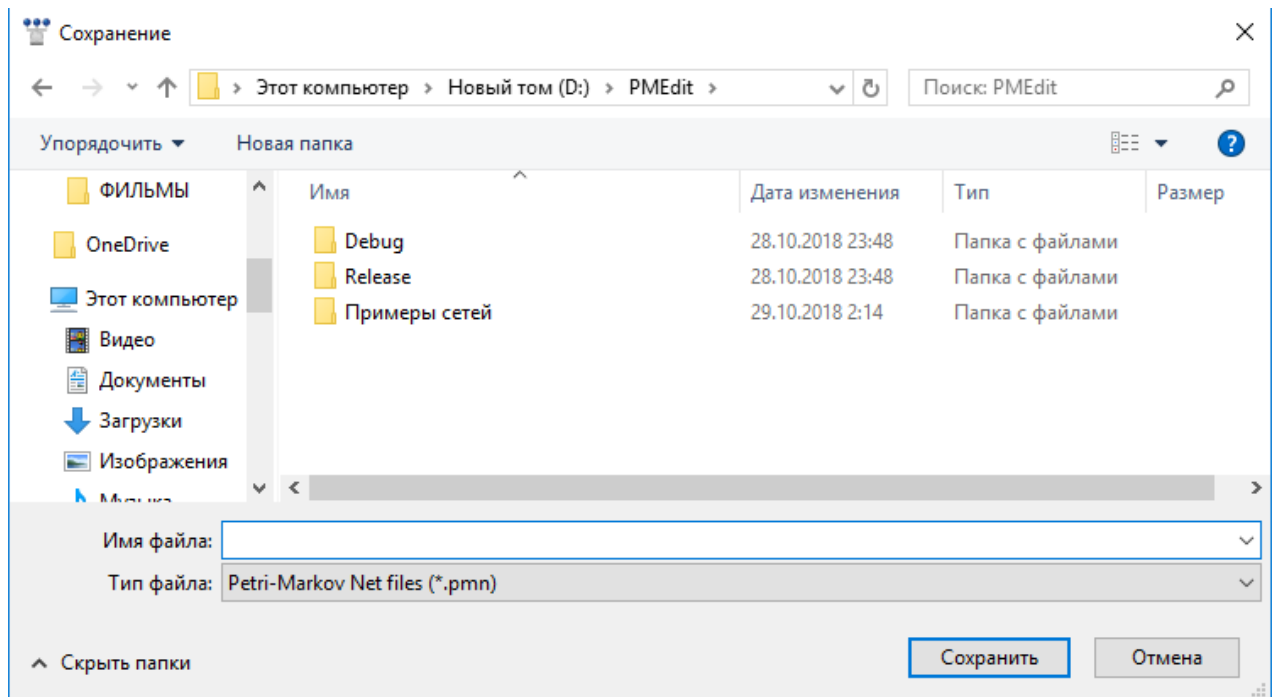 Сохранение
Этот компьютер > Новый том (D:) > PMEdit >
Поиск: PMEdit
Упорядочить
Новая папка
?
ФИЛЬМЫ
OneDrive
Этот компьютер
Видео
Документы
Загрузки
Изображения
Музыка
Имя Дата изменения Тип Размер
Debug 28.10.2018 23:48 Папка с файлами
Release 28.10.2018 23:48 Папка с файлами
Примеры сетей 29.10.2018 2:14 Папка с файлами
Имя файла:
Тип файла: Petri-Markov Net files (*.pmn)
Скрыть папки
Сохранить
Отмена